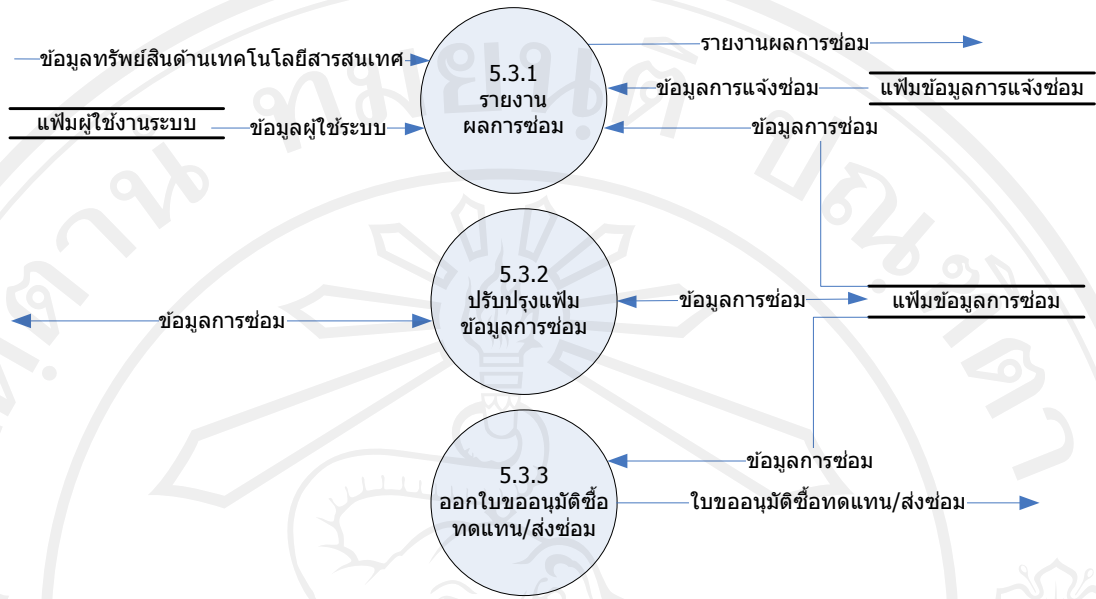 ข้อมูลทรัพย์สินด้านเทคโนโลยีสารสนเทศ
แฟ้มผู้ใช้งานระบบ
ข้อมูลผู้ใช้ระบบ
5.3.1
รายงาน
ผลการซ่อม
รายงานผลการซ่อม
ข้อมูลการแจ้งซ่อม
แฟ้มข้อมูลการแจ้งซ่อม
ข้อมูลการซ่อม
ข้อมูลการซ่อม
5.3.2
ปรับปรุงแฟ้ม
ข้อมูลการซ่อม
ข้อมูลการซ่อม
แฟ้มข้อมูลการซ่อม
5.3.3
ออกใบขออนุมัติซื้อ
ทดแทน/ส่งซ่อม
ข้อมูลการซ่อม
ใบขออนุมัติซื้อทดแทน/ส่งซ่อม